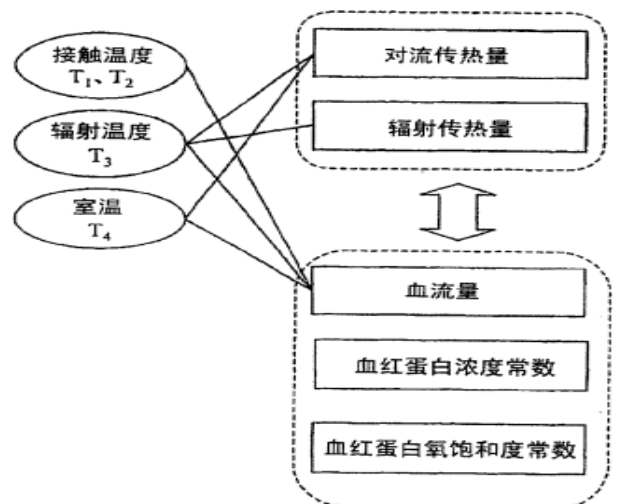 接触温度
T₁、T₂
辐射温度
T₃
室温
T₄
对流传热量
辐射传热量
血流量
血红蛋白浓度常数
血红蛋白氧饱和度常数